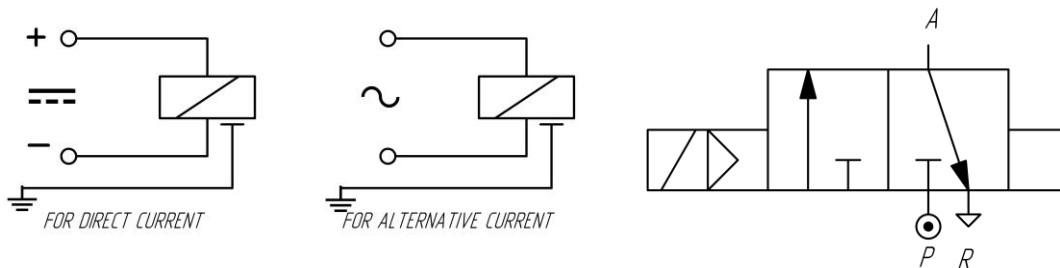 +
-
FOR DIRECT CURRENT
FOR ALTERNATIVE CURRENT
A
P R